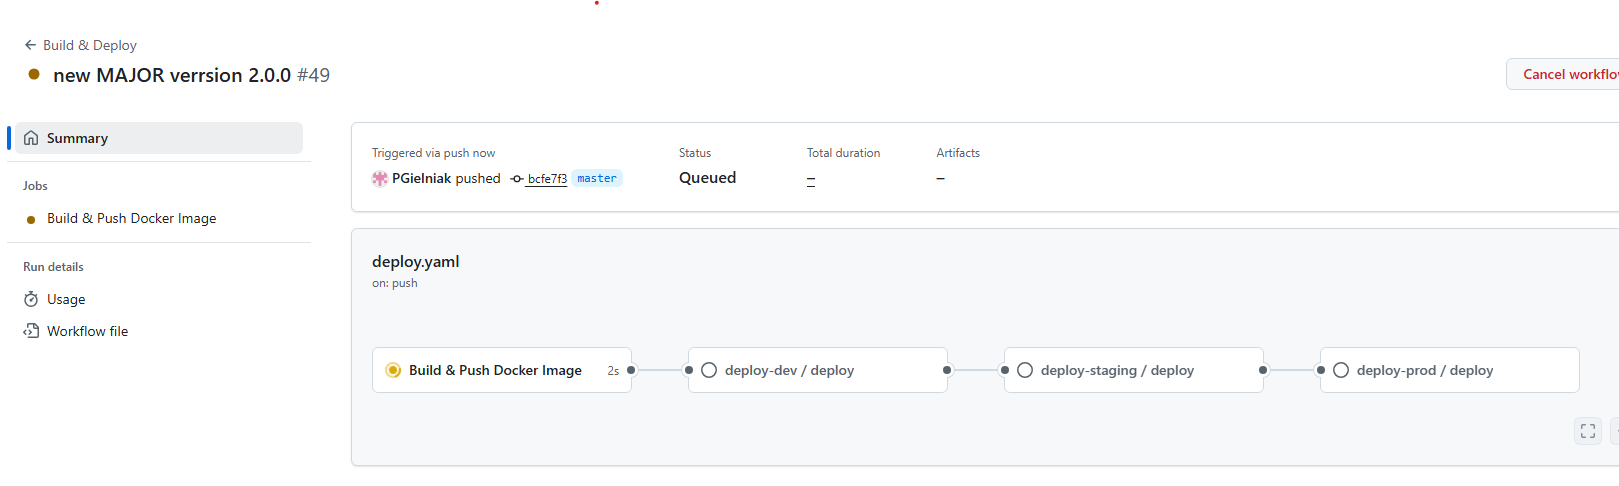 Build & Deploy
new MAJOR verrsion 2.0.0 #49
Cancel workflow
Summary
Jobs
Build & Push Docker Image
Run details
Usage
Workflow file
Triggered via push now
PGielniak pushed bcfe7f3 master
Status
Queued
Total duration
–
Artifacts
–
deploy.yaml
on: push
Build & Push Docker Image 2s
deploy-dev / deploy
deploy-staging / deploy
deploy-prod / deploy